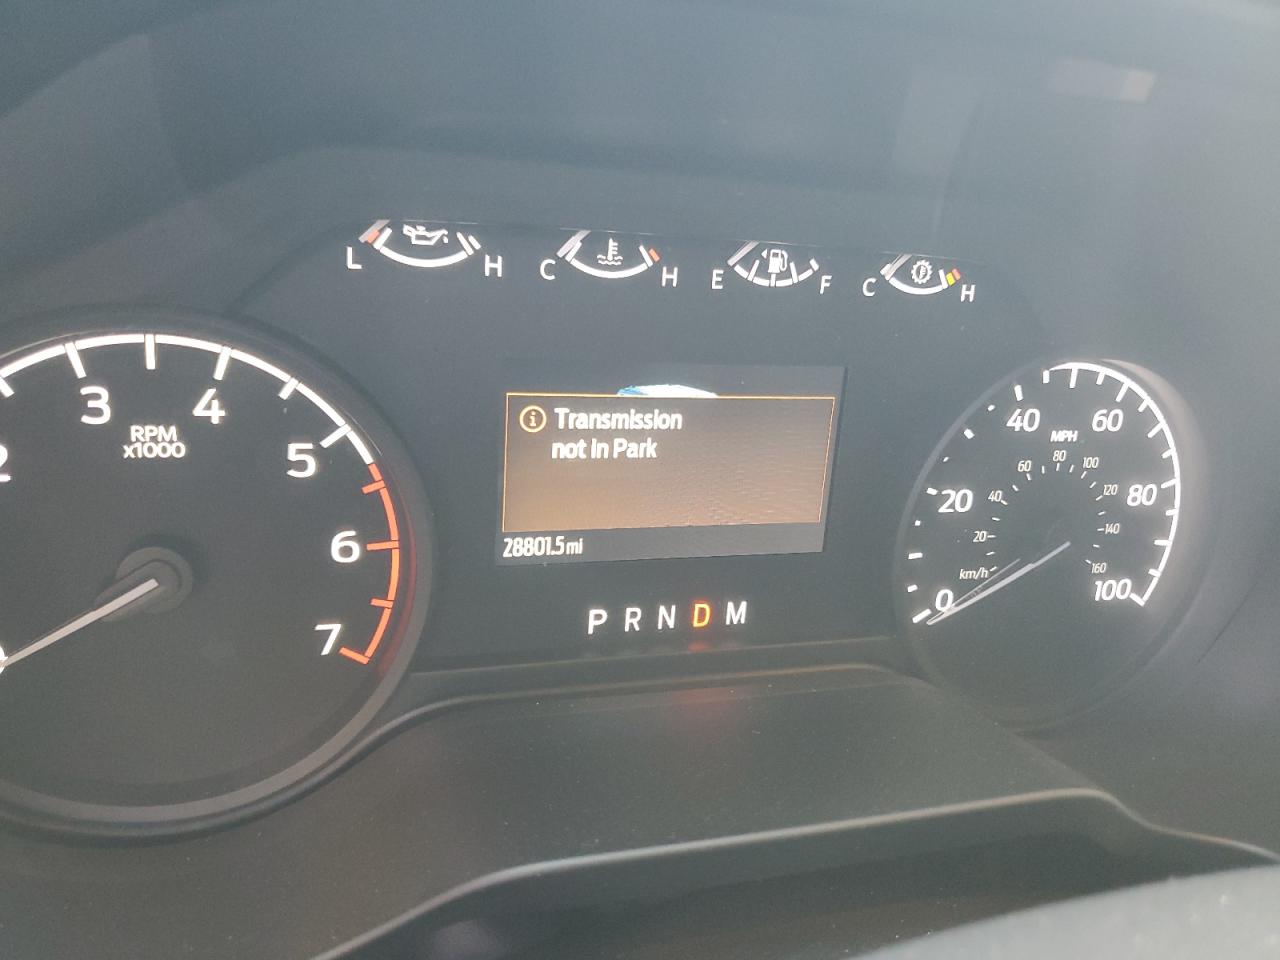 L H C H E F C H
2 3 4 5 6 7
RPM
x1000
Transmission
not in Park
28801.5 mi
P R N D M
0 20 40 60 80 100
MPH
20 40 60 80 100 120 140 160
km/h